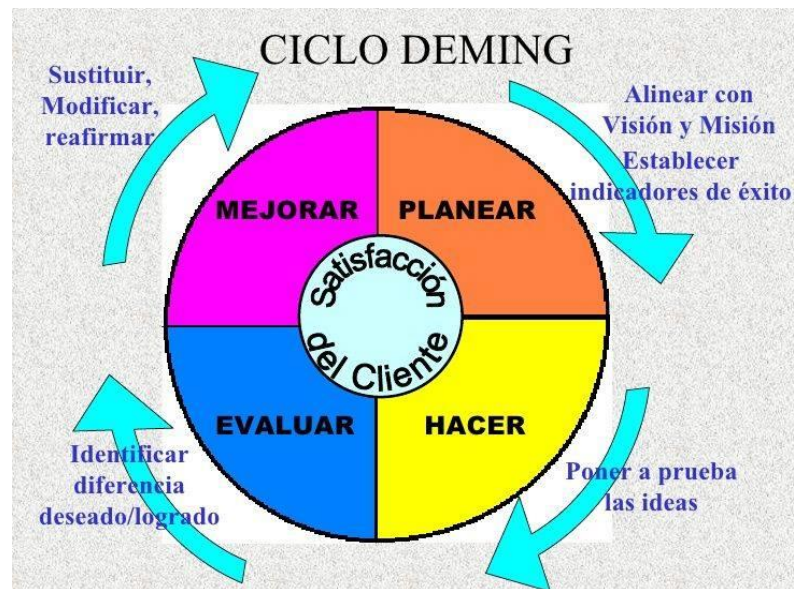 CICLO DEMING
Sustituir,
Modificar,
reafirmar
Alinear con
Visión y Misión
Establecer
indicadores de éxito
MEJORAR
PLANEAR
Satisfacción
del Cliente
EVALUAR
HACER
Identificar
diferencia
deseado/logrado
Poner a prueba
las ideas